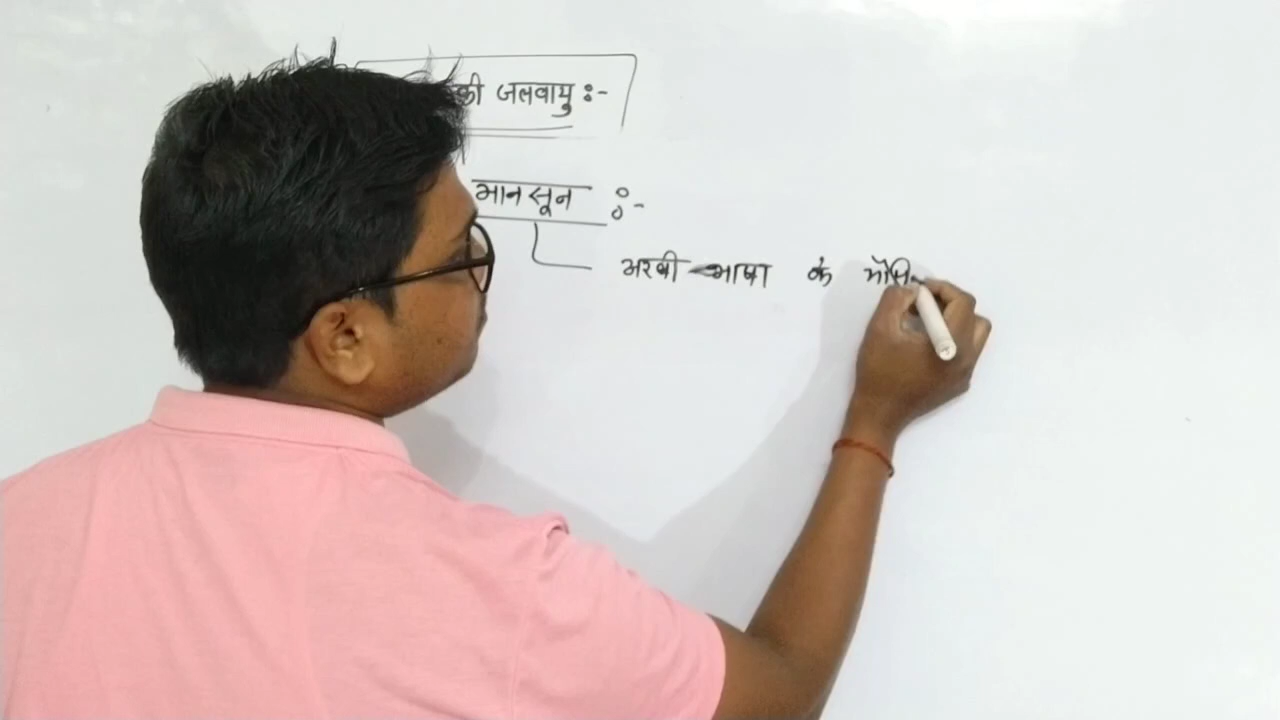 की जलवायु :-
मानसून :-
अरबी भाषा के